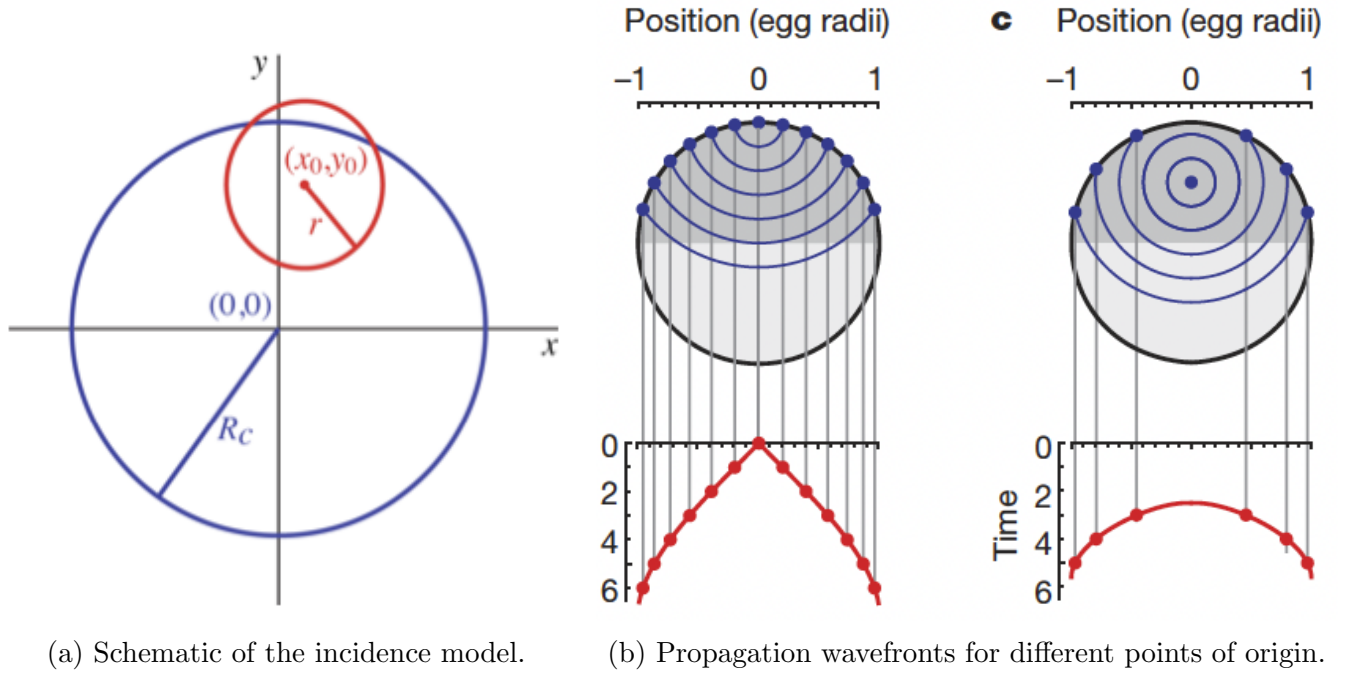 y
(x₀,y₀)
r
(0,0)
x
R_C
Position (egg radii)
−1 0 1
0
2
4
6
c Position (egg radii)
−1 0 1
Time
0
2
4
6
(a) Schematic of the incidence model.
(b) Propagation wavefronts for different points of origin.